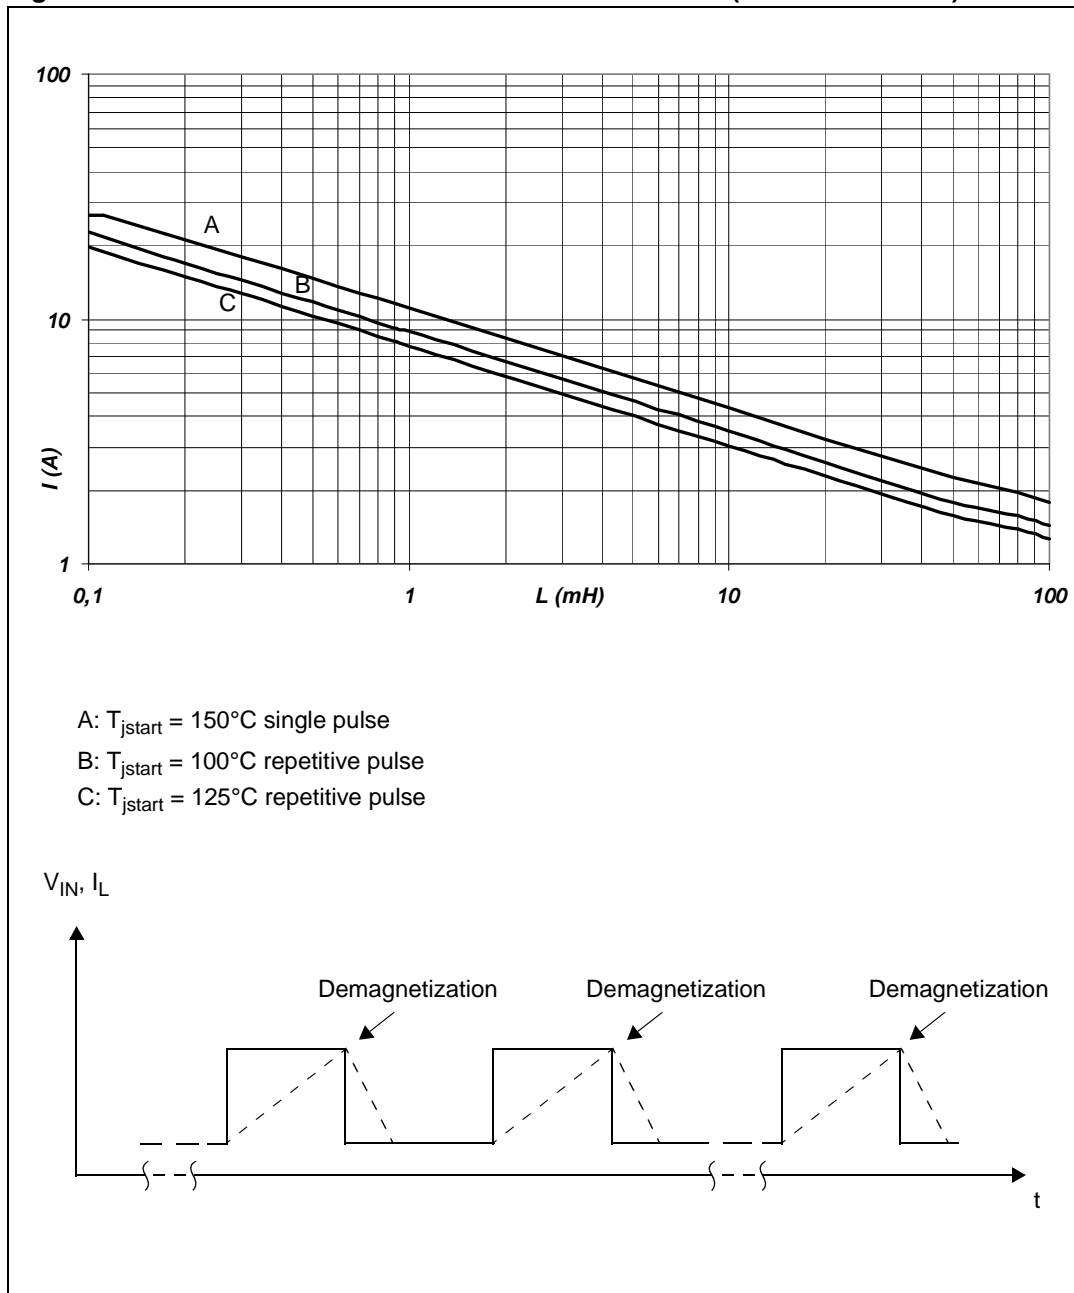 100
A
B
C
10
I (A)
1
0,1 1 L (mH) 10 100
A: Tjstart = 150°C single pulse
B: Tjstart = 100°C repetitive pulse
C: Tjstart = 125°C repetitive pulse
VIN, IL
Demagnetization Demagnetization Demagnetization
t